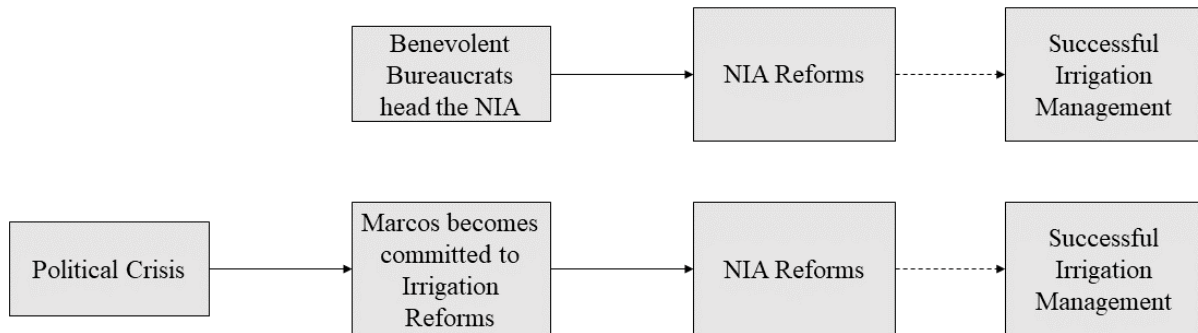 Benevolent
Bureaucrats
head the NIA
NIA Reforms
Successful
Irrigation
Management
Political Crisis
Marcos becomes
committed to
Irrigation
Reforms
NIA Reforms
Successful
Irrigation
Management